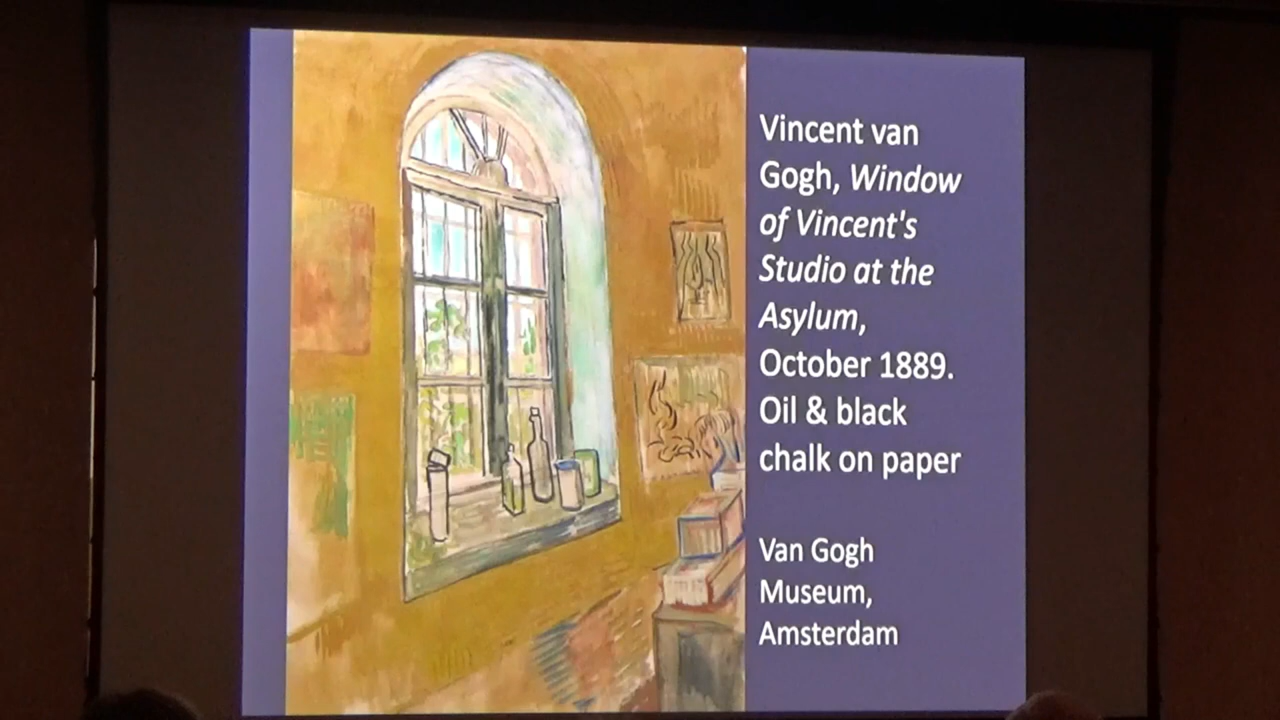 Vincent van
Gogh, Window
of Vincent's
Studio at the
Asylum,
October 1889.
Oil & black
chalk on paper
Van Gogh
Museum,
Amsterdam